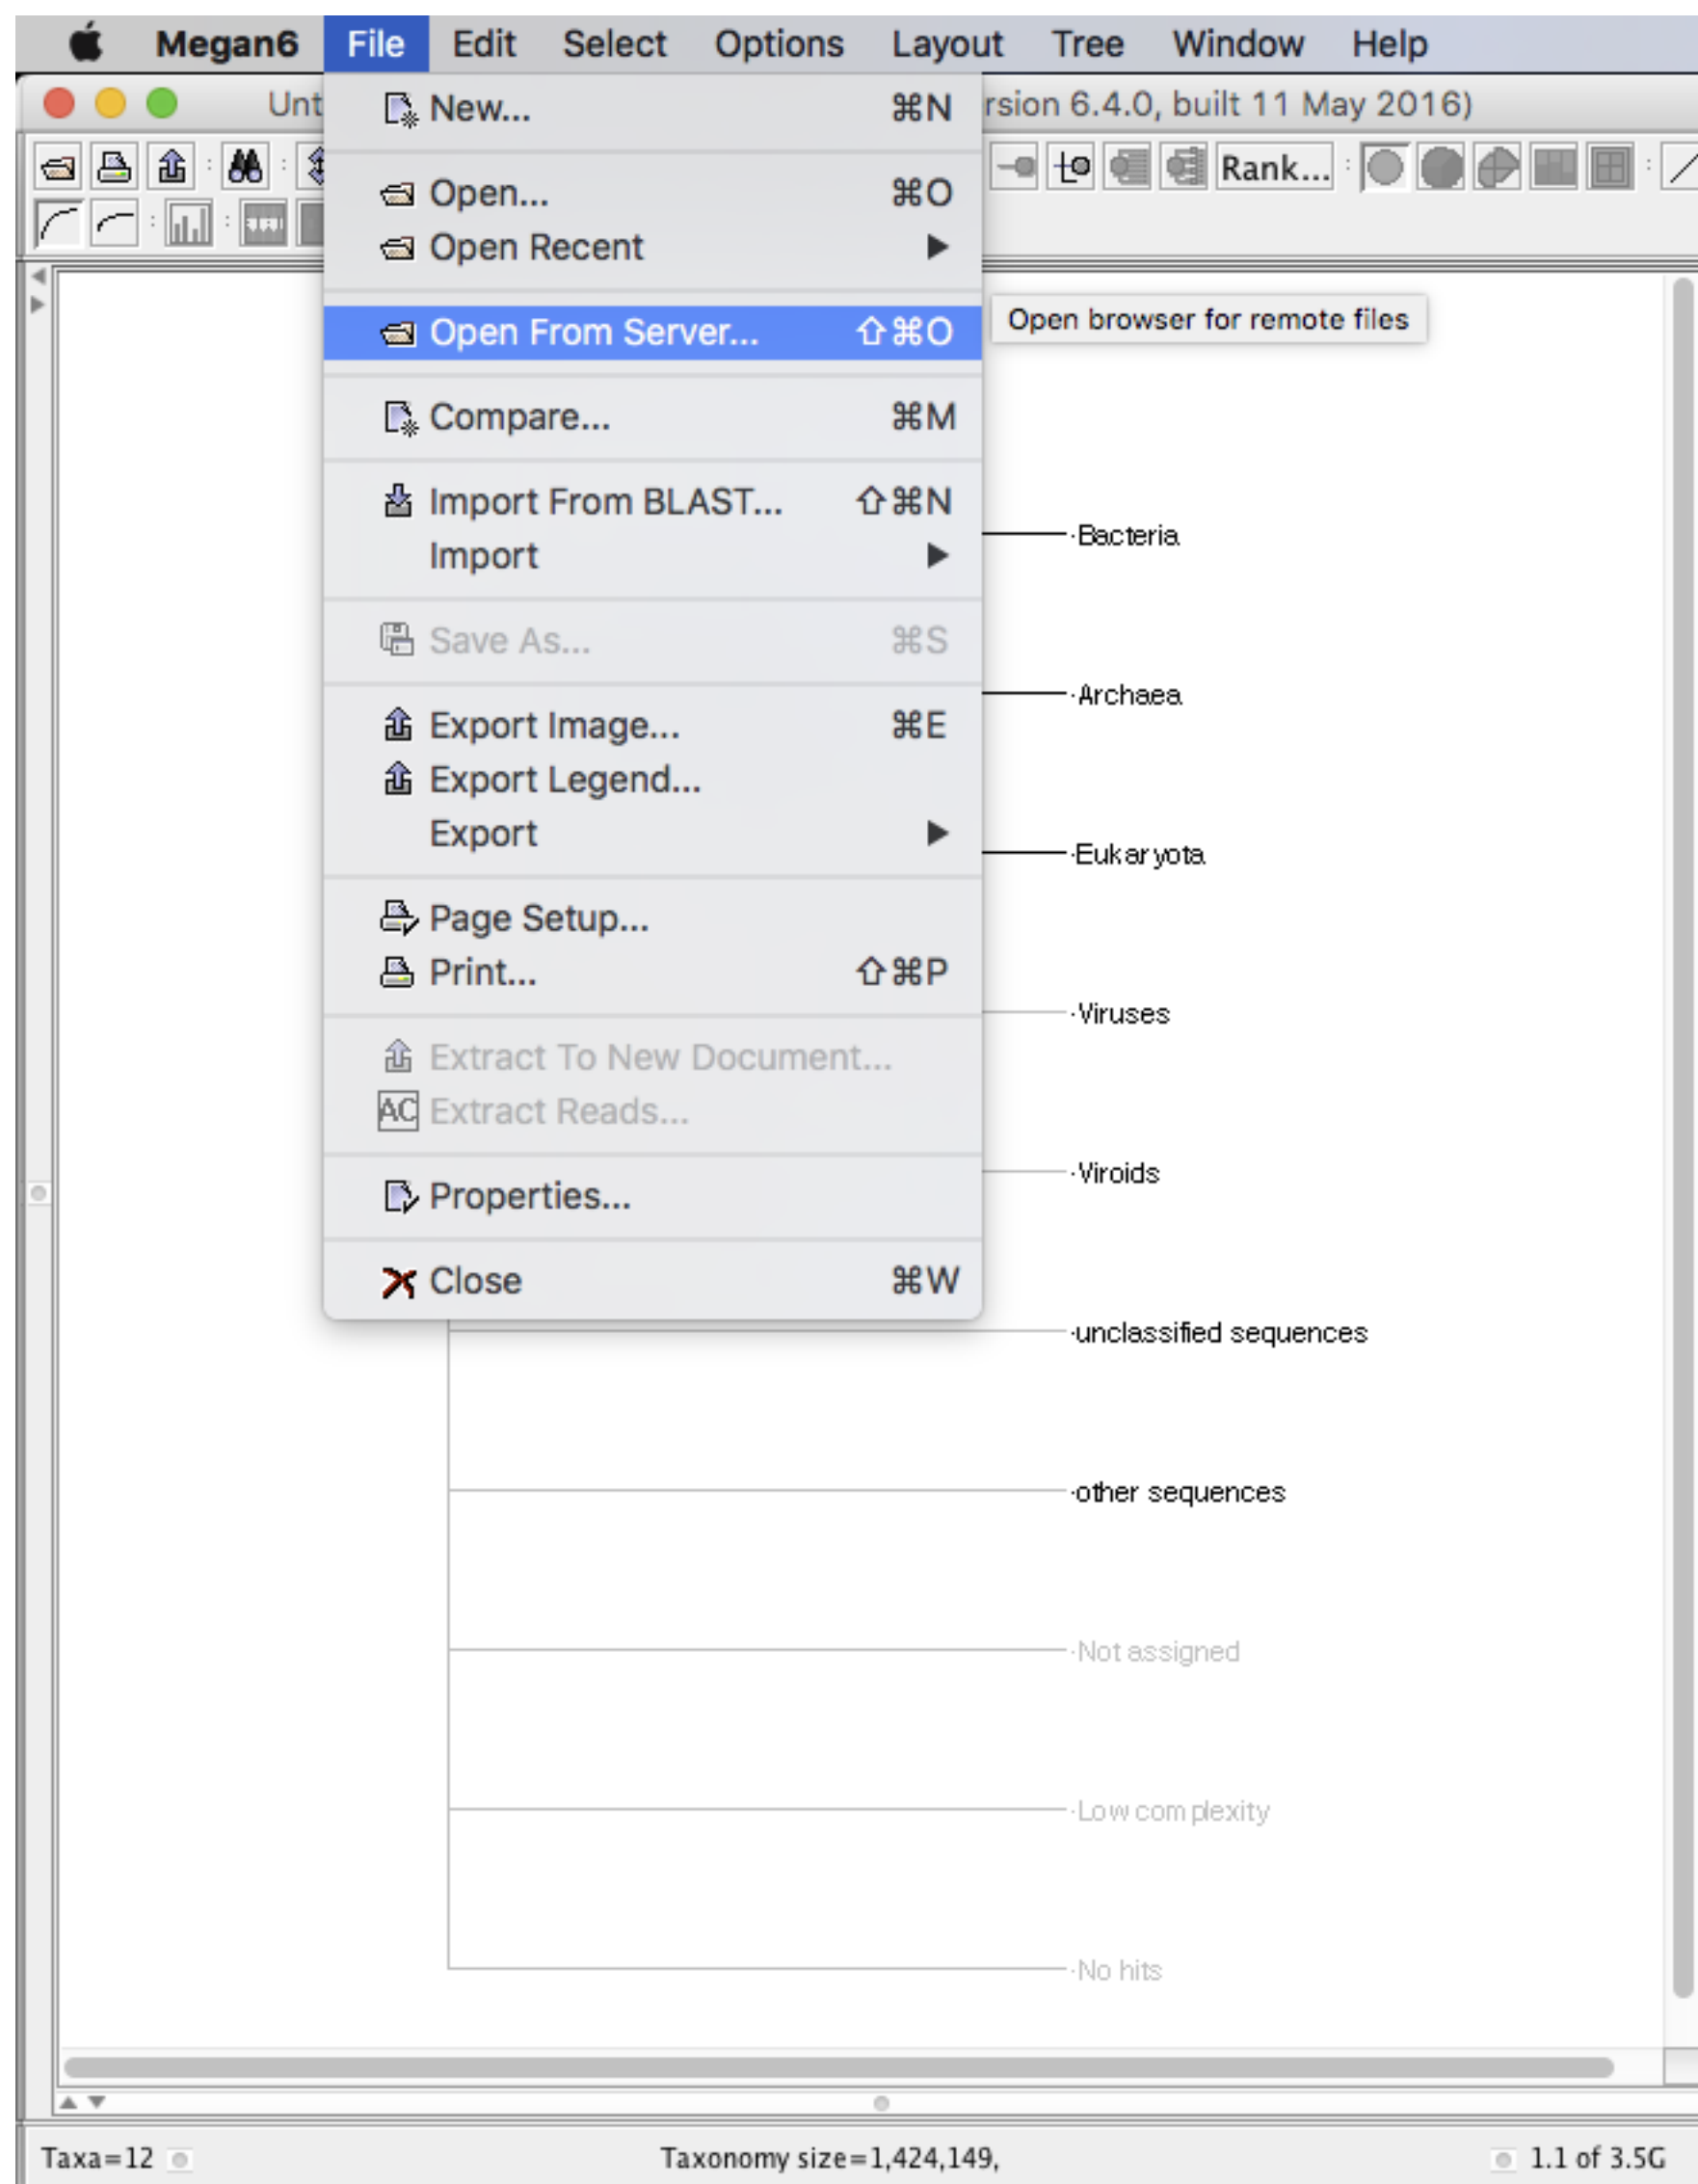 Megan6 File Edit Select Options Layout Tree Window Help
Unt rsion 6.4.0, built 11 May 2016)
Rank...
New... ⌘N
Open... ⌘O
Open Recent ▶
Open From Server... ⇧⌘O
Open browser for remote files
Compare... ⌘M
Import From BLAST... ⇧⌘N
Import ▶
Save As... ⌘S
Export Image... ⌘E
Export Legend...
Export ▶
Page Setup...
Print... ⇧⌘P
Extract To New Document...
AC Extract Reads...
Properties...
Close ⌘W
Bacteria
Archaea
Eukaryota
Viruses
Viroids
unclassified sequences
other sequences
Not assigned
Low complexity
No hits
Taxa=12 Taxonomy size=1,424,149, 1.1 of 3.5G